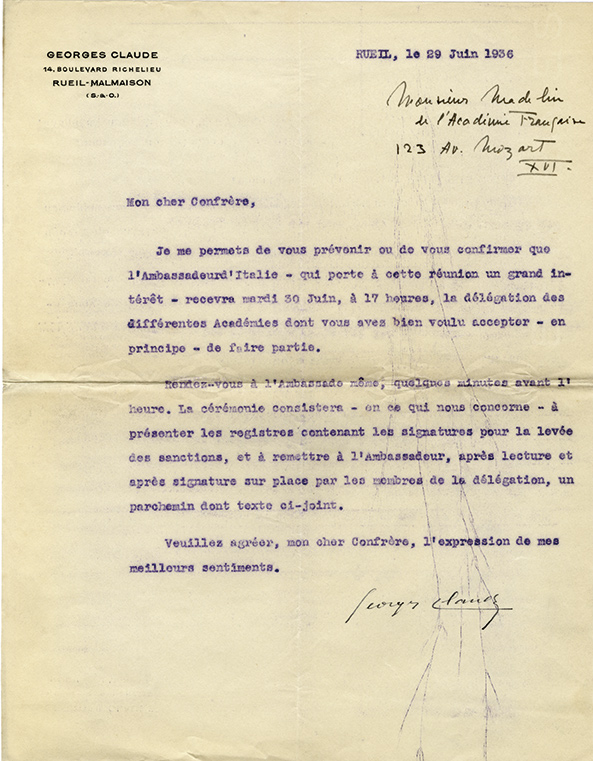 GEORGES CLAUDE
14. BOULEVARD RICHELIEU
RUEIL-MALMAISON
(S.-&-O.)
RUEIL, le 29 Juin 1936
Monsieur Madelin
de l'Académie Française
123 Av. Mozart
XVI.
Mon cher Confrère,
Je me permets de vous prévenir ou de vous confirmer que
l'Ambassadeurd'Italie - qui porte à cette réunion un grand in-
térêt - recevra mardi 30 Juin, à 17 heures, la délégation des
différentes Académies dont vous avez bien voulu accepter - en
principe - de faire partie.
Rendez-vous à l'Ambassade même, quelques minutes avant l'
heure. La cérémonie consistera - en ce qui nous concerne - à
présenter les registres contenant les signatures pour la levée
des sanctions, et à remettre à l'Ambassadeur, après lecture et
après signature sur place par les membres de la délégation, un
parchemin dont texte ci-joint.
Veuillez agréer, mon cher Confrère, l'expression de mes
meilleurs sentiments.
Georges Claude